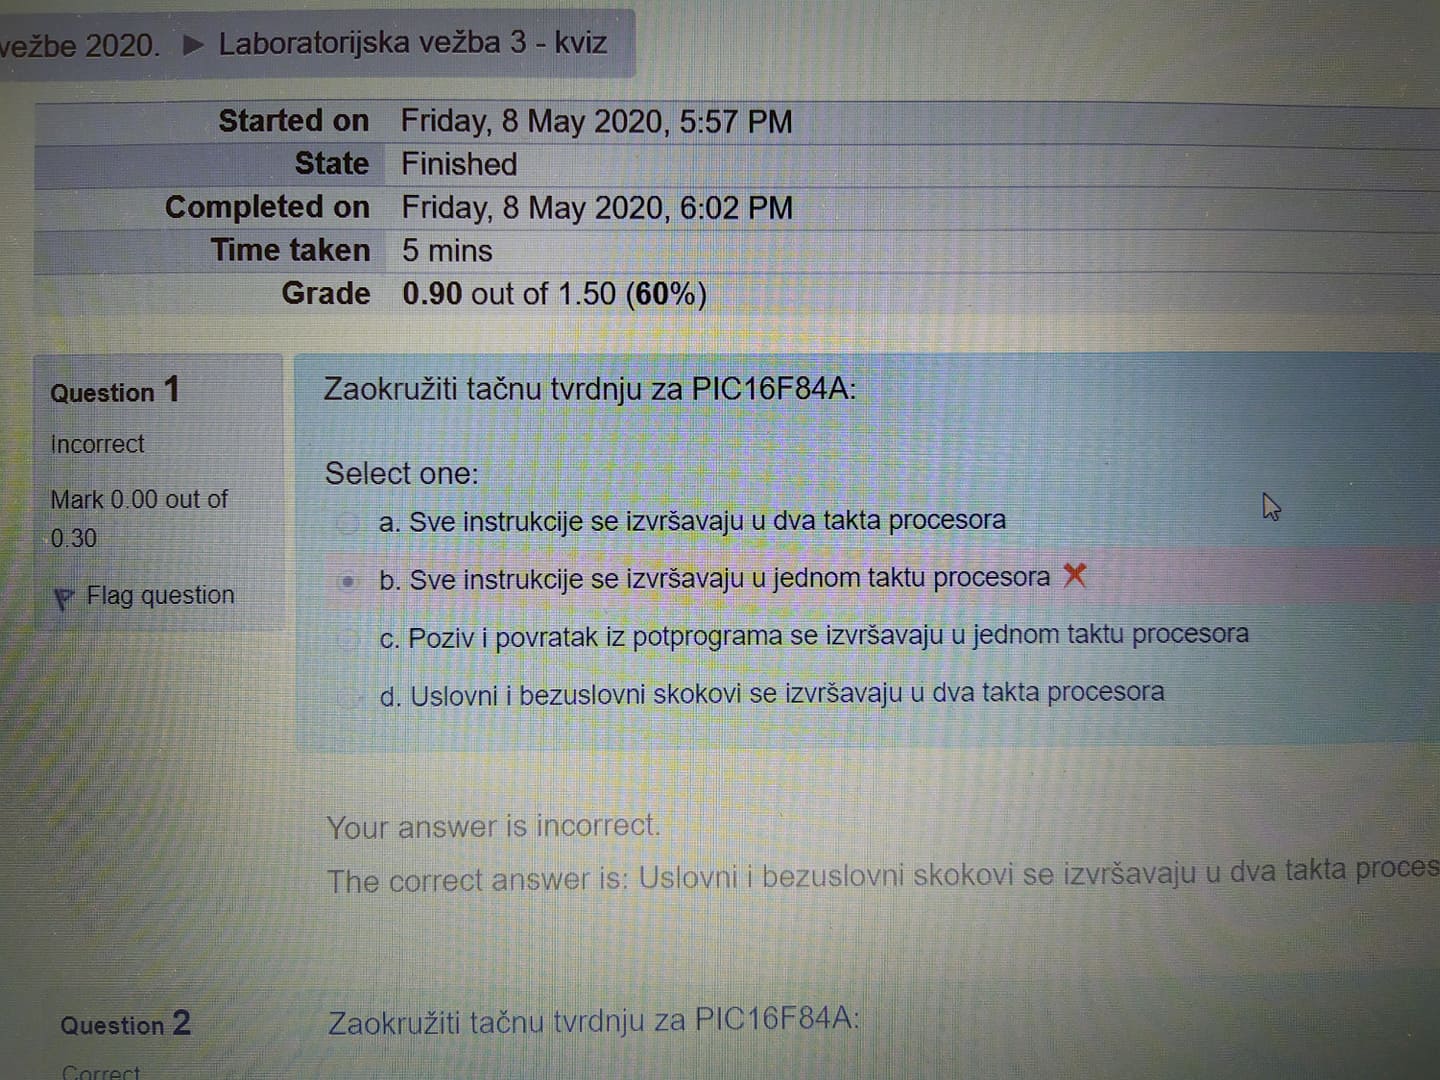 vežbe 2020. ► Laboratorijska vežba 3 - kviz
Started on Friday, 8 May 2020, 5:57 PM
State Finished
Completed on Friday, 8 May 2020, 6:02 PM
Time taken 5 mins
Grade 0.90 out of 1.50 (60%)
Question 1
Incorrect
Mark 0.00 out of
0.30
Flag question
Zaokružiti tačnu tvrdnju za PIC16F84A:
Select one:
a. Sve instrukcije se izvršavaju u dva takta procesora
b. Sve instrukcije se izvršavaju u jednom taktu procesora
c. Poziv i povratak iz potprograma se izvršavaju u jednom taktu procesora
d. Uslovni i bezuslovni skokovi se izvršavaju u dva takta procesora
Your answer is incorrect.
The correct answer is: Uslovni i bezuslovni skokovi se izvršavaju u dva takta proces
Question 2
Correct
Zaokružiti tačnu tvrdnju za PIC16F84A: